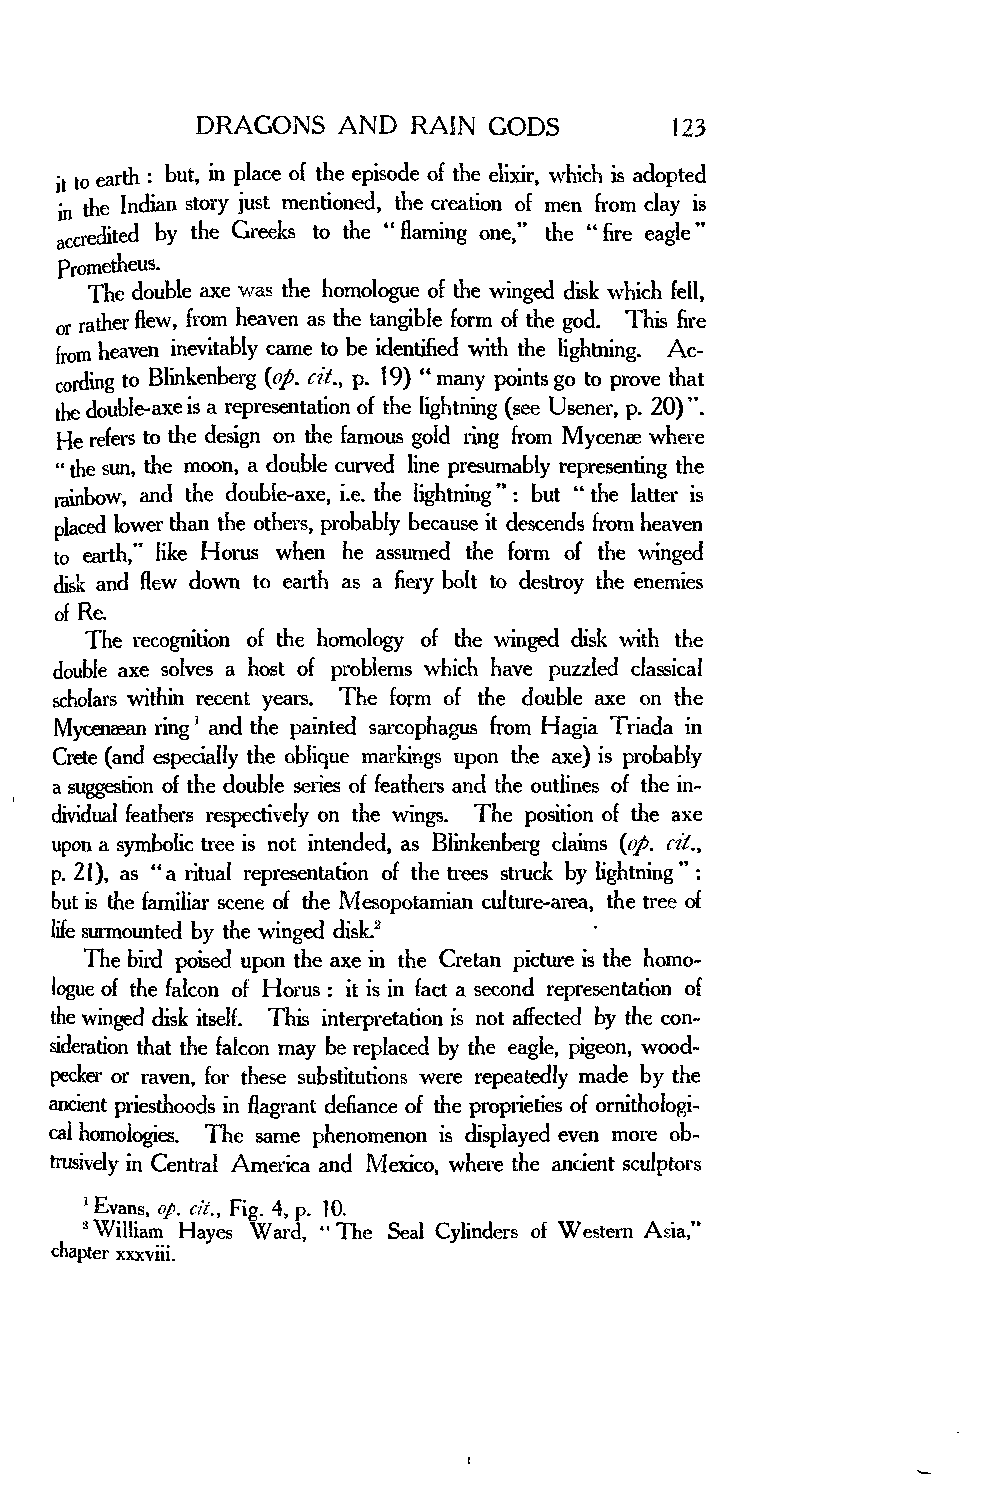 DRAGONS AND RAIN GODS 123
it to earth : but, in place of the episode of the elixir, which is adopted
in the Indian story just mentioned, the creation of men from clay is
accredited by the Greeks to the “ flaming one,” the “ fire eagle ”
Prometheus.
The double axe was the homologue of the winged disk which fell,
or rather flew, from heaven as the tangible form of the god. This fire
from heaven inevitably came to be identified with the lightning. Ac-
cording to Blinkenberg (op. cit., p. 19) “ many points go to prove that
the double-axe is a representation of the lightning (see Usener, p. 20) ”.
He refers to the design on the famous gold ring from Mycenæ where
“ the sun, the moon, a double curved line presumably representing the
rainbow, and the double-axe, i.e. the lightning ” : but “ the latter is
placed lower than the others, probably because it descends from heaven
to earth,” like Horus when he assumed the form of the winged
disk and flew down to earth as a fiery bolt to destroy the enemies
of Re.
The recognition of the homology of the winged disk with the
double axe solves a host of problems which have puzzled classical
scholars within recent years. The form of the double axe on the
Mycenæan ring ¹ and the painted sarcophagus from Hagia Triada in
Crete (and especially the oblique markings upon the axe) is probably
a suggestion of the double series of feathers and the outlines of the in-
dividual feathers respectively on the wings. The position of the axe
upon a symbolic tree is not intended, as Blinkenberg claims (op. cit.,
p. 21), as “ a ritual representation of the trees struck by lightning ” :
but is the familiar scene of the Mesopotamian culture-area, the tree of
life surmounted by the winged disk.²
The bird poised upon the axe in the Cretan picture is the homo-
logue of the falcon of Horus : it is in fact a second representation of
the winged disk itself. This interpretation is not affected by the con-
sideration that the falcon may be replaced by the eagle, pigeon, wood-
pecker or raven, for these substitutions were repeatedly made by the
ancient priesthoods in flagrant defiance of the proprieties of ornithologi-
cal homologies. The same phenomenon is displayed even more ob-
trusively in Central America and Mexico, where the ancient sculptors
¹ Evans, op. cit., Fig. 4, p. 10.
² William Hayes Ward, “ The Seal Cylinders of Western Asia,”
chapter xxxviii.